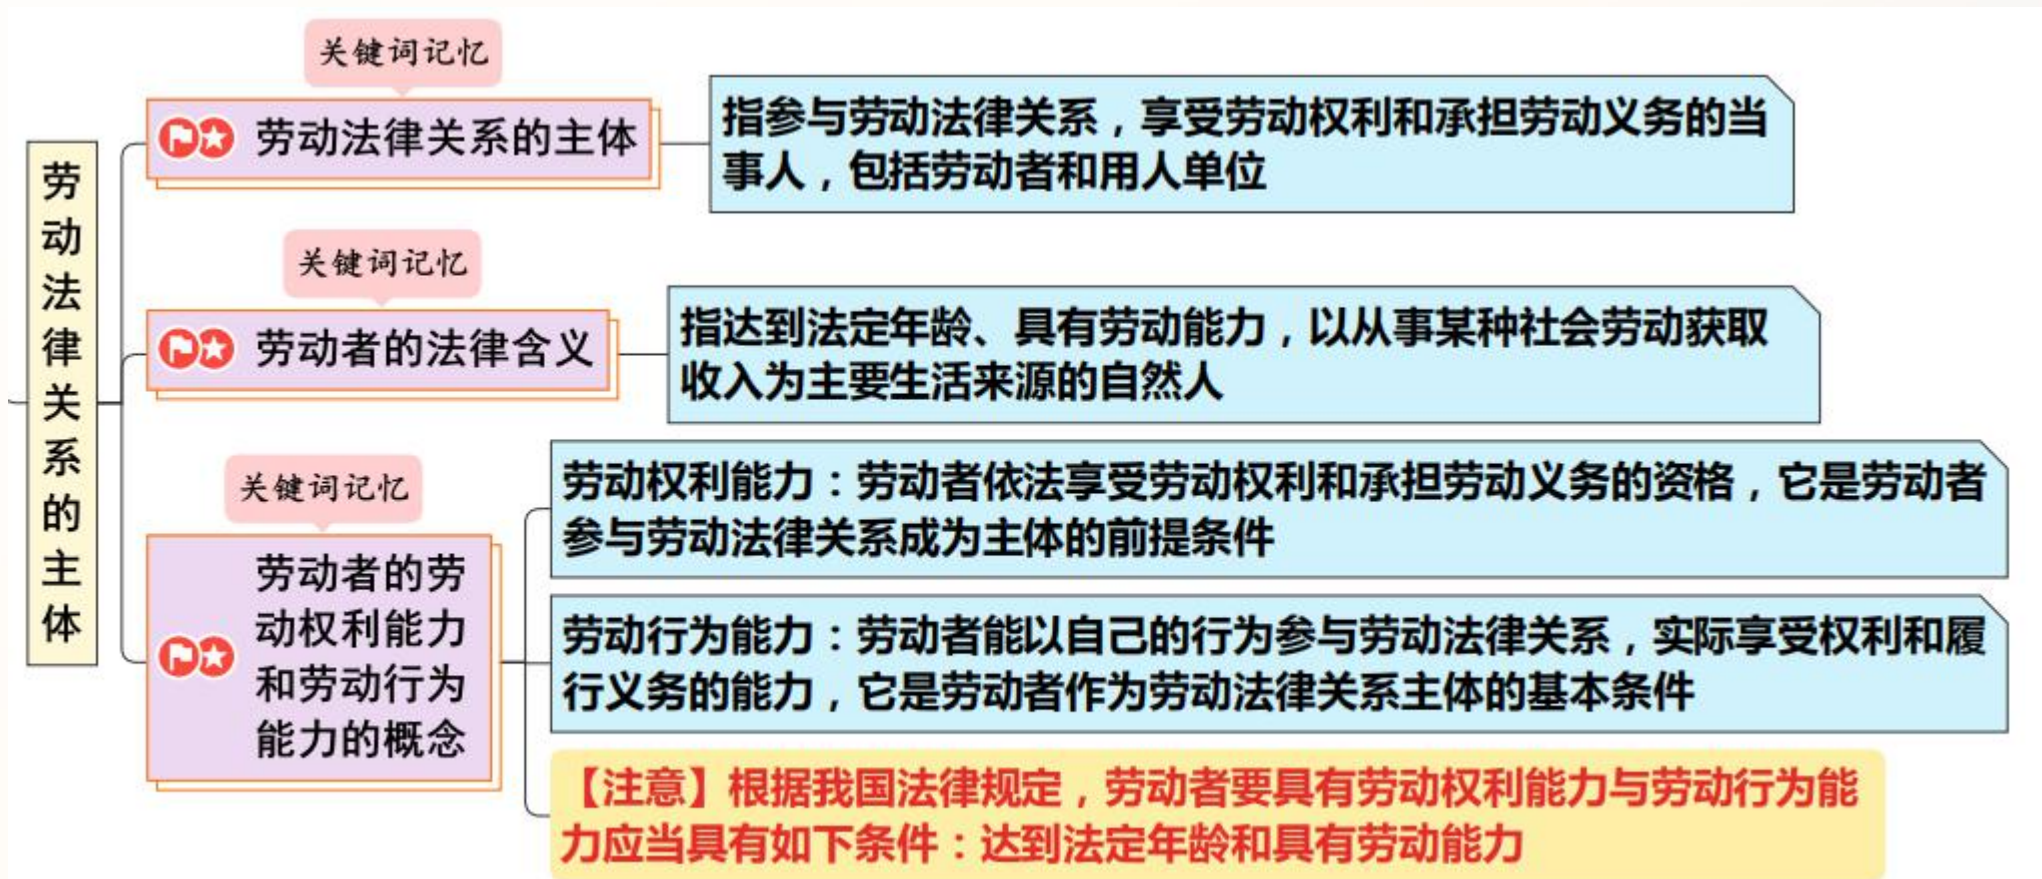 劳动法律关系的主体
关键词记忆
劳动法律关系的主体
指参与劳动法律关系，享受劳动权利和承担劳动义务的当
事人，包括劳动者和用人单位
关键词记忆
劳动者的法律含义
指达到法定年龄、具有劳动能力，以从事某种社会劳动获取
收入为主要生活来源的自然人
关键词记忆
劳动者的劳
动权利能力
和劳动行为
能力的概念
劳动权利能力：劳动者依法享受劳动权利和承担劳动义务的资格，它是劳动者
参与劳动法律关系成为主体的前提条件
劳动行为能力：劳动者能以自己的行为参与劳动法律关系，实际享受权利和履
行义务的能力，它是劳动者作为劳动法律关系主体的基本条件
【注意】根据我国法律规定，劳动者要具有劳动权利能力与劳动行为能
力应当具有如下条件：达到法定年龄和具有劳动能力